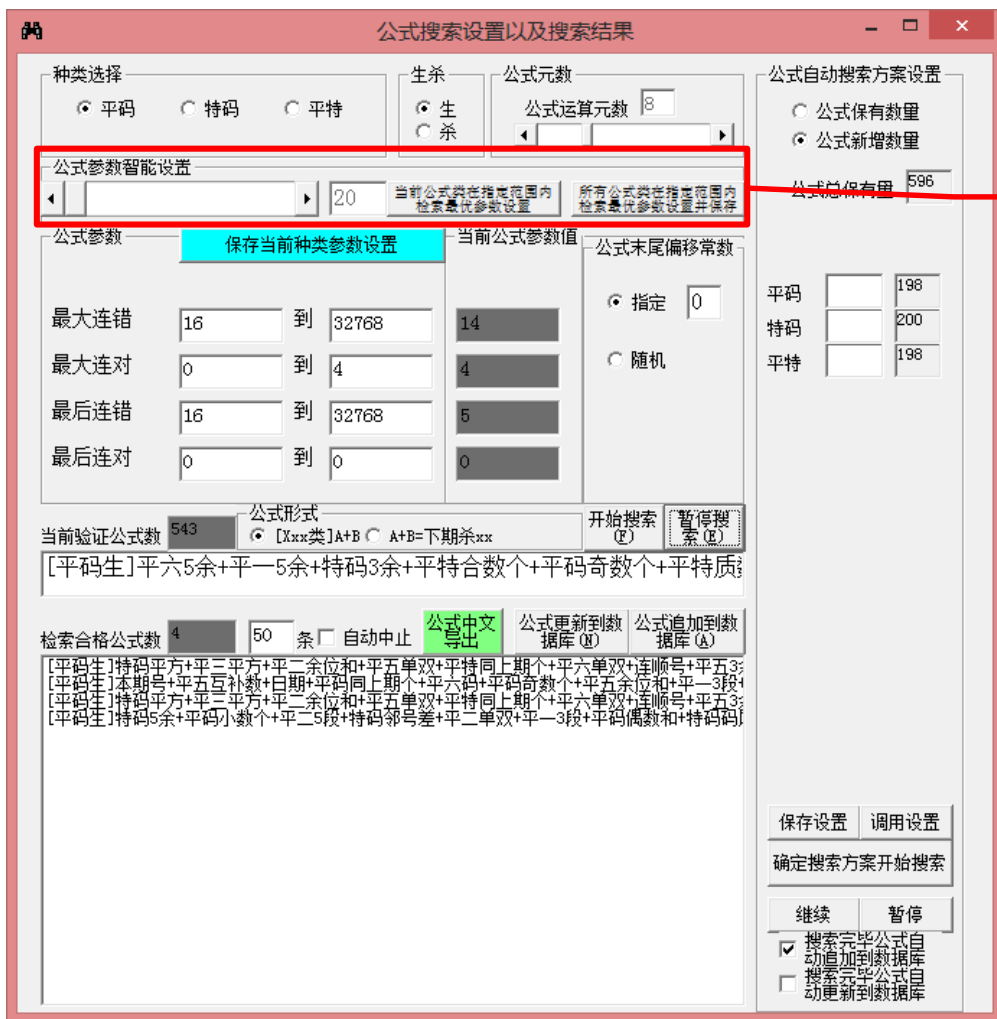 公式搜索设置以及搜索结果
种类选择
平码 特码 平特
生杀
生
杀
公式元数
公式运算元数 8
公式自动搜索方案设置
公式保有数量
公式新增数量
公式总保有量 596
公式参数智能设置
20
当前公式类在指定范围内
检索最优参数设置
所有公式类在指定范围内
检索最优参数设置并保存
公式参数
保存当前种类参数设置
当前公式参数值
公式末尾偏移常数
最大连错 16 到 32768 14
最大连对 0 到 4 4
最后连错 16 到 32768 5
最后连对 0 到 0 0
指定 0
随机
平码 198
特码 200
平特 198
当前验证公式数 543
公式形式
[Xxx类]A+B A+B=下期杀xx
开始搜索
(F)
暂停搜
索(E)
[平码生]平六5余+平一5余+特码3余+平特合数个+平码奇数个+平特质
检索合格公式数 4 50 条 自动中止
公式中文
导出
公式更新到数
据库(N)
公式追加到数
据库(A)
[平码生]特码平方+平三平方+平二余位和+平五单双+平特同上期个+平六单双+连顺号+平五3
[平码生]本期号+平五互补数+日期+平码同上期个+平六码+平码奇数个+平五余位和+平一3段+
[平码生]特码平方+平三平方+平二余位和+平五单双+平特同上期个+平六单双+连顺号+平五3
[平码生]特码5余+平码小数个+平二5段+特码邻号差+平二单双+平一3段+平码偶数和+特码码
保存设置 调用设置
确定搜索方案开始搜索
继续 暂停
搜索完毕公式自
动追加到数据库
搜索完毕公式自
动更新到数据库